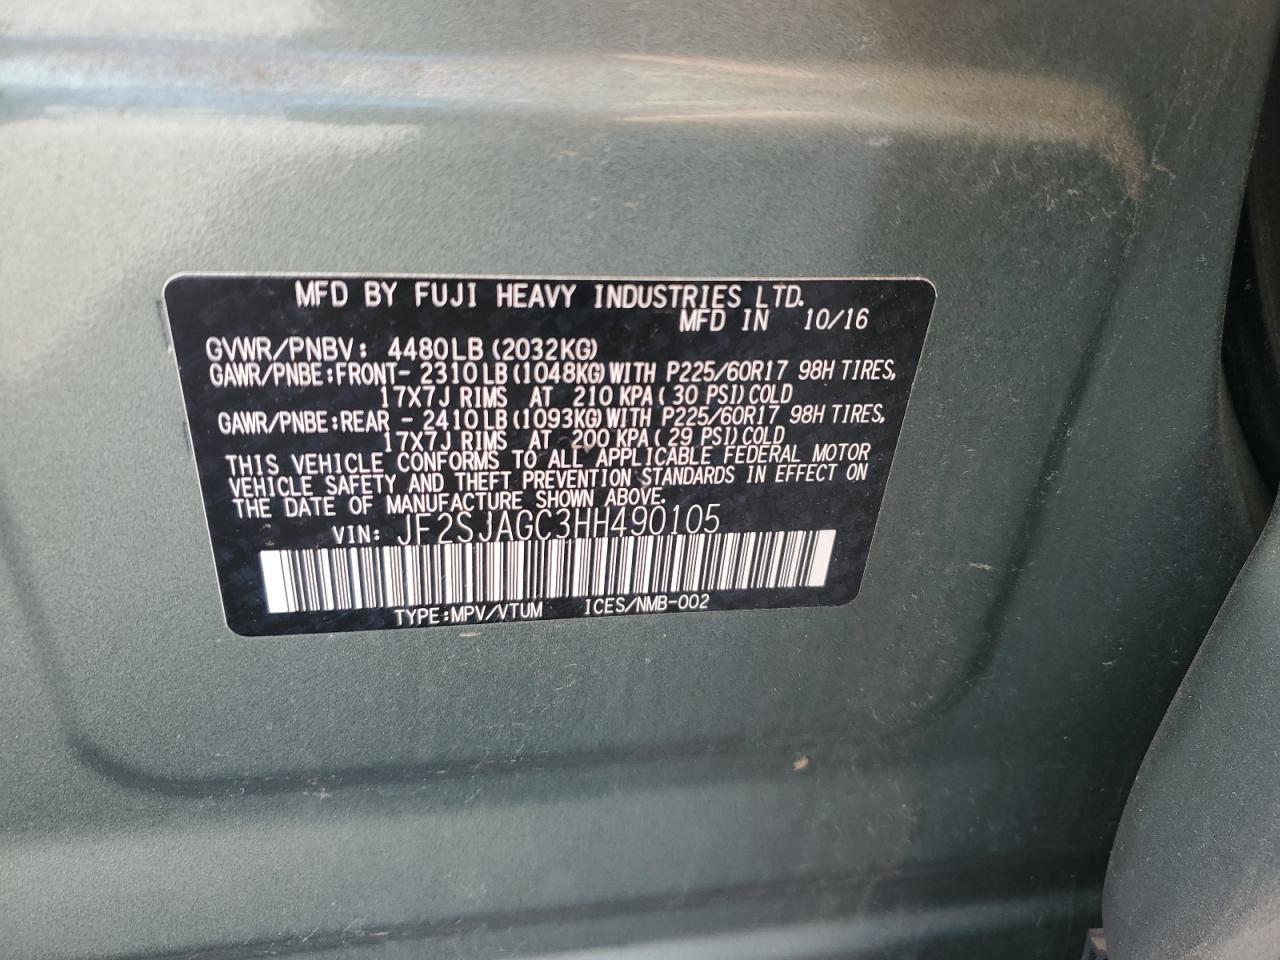 MFD BY FUJI HEAVY INDUSTRIES LTD.
MFD IN 10/16
GVWR/PNBV: 4480LB (2032KG)
GAWR/PNBE:FRONT- 2310LB (1048KG) WITH P225/60R17 98H TIRES,
17X7J RIMS AT 210 KPA (30 PSI) COLD
GAWR/PNBE:REAR - 2410LB (1093KG) WITH P225/60R17 98H TIRES,
17X7J RIMS AT 200 KPA (29 PSI) COLD
THIS VEHICLE CONFORMS TO ALL APPLICABLE FEDERAL MOTOR
VEHICLE SAFETY AND THEFT PREVENTION STANDARDS IN EFFECT ON
THE DATE OF MANUFACTURE SHOWN ABOVE.
VIN: JF2SJAGC3HH490105
TYPE:MPV/VTUM ICES/NMB-002